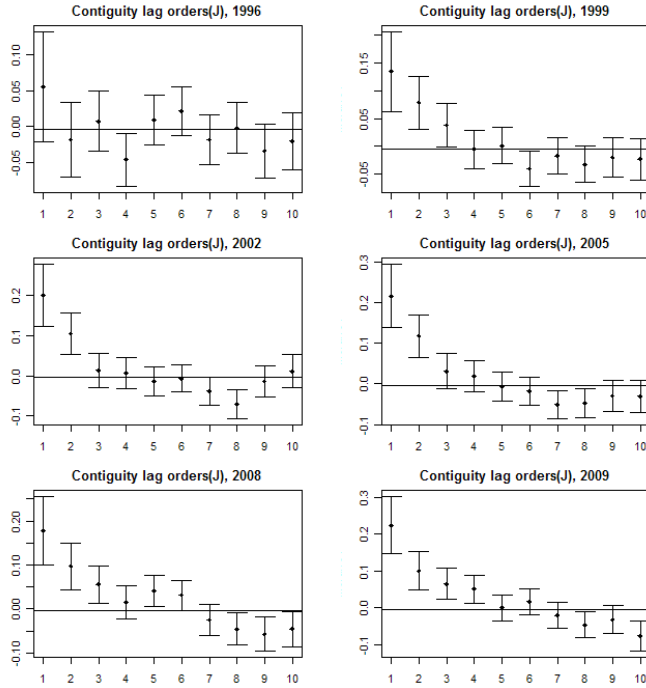 Contiguity lag orders(J), 1996
0.10
0.05
0.00
-0.05
1 2 3 4 5 6 7 8 9 10
Contiguity lag orders(J), 1999
0.15
0.05
-0.05
1 2 3 4 5 6 7 8 9 10
Contiguity lag orders(J), 2002
0.2
0.1
0.0
-0.1
1 2 3 4 5 6 7 8 9 10
Contiguity lag orders(J), 2005
0.3
0.2
0.1
0.0
-0.1
1 2 3 4 5 6 7 8 9 10
Contiguity lag orders(J), 2008
0.20
0.10
0.00
-0.10
1 2 3 4 5 6 7 8 9 10
Contiguity lag orders(J), 2009
0.3
0.2
0.1
0.0
-0.1
1 2 3 4 5 6 7 8 9 10